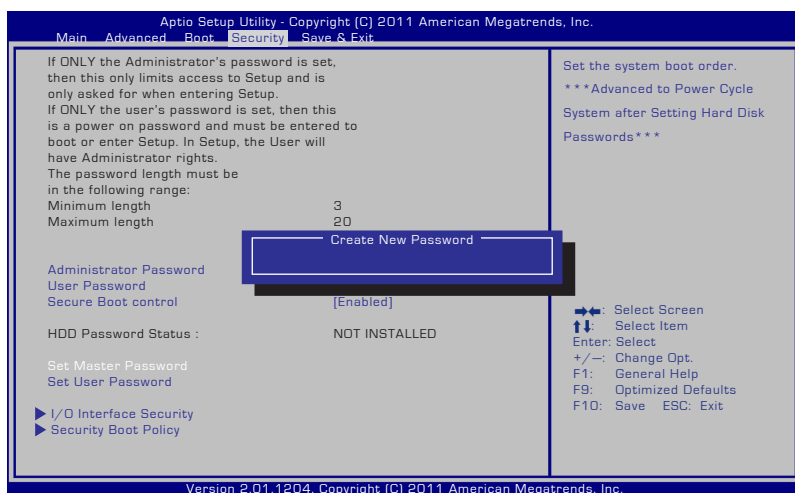 Aptio Setup Utility - Copyright (C) 2011 American Megatrends, Inc.
Main Advanced Boot Security Save & Exit
If ONLY the Administrator's password is set,
then this only limits access to Setup and is
only asked for when entering Setup.
If ONLY the user's password is set, then this
is a power on password and must be entered to
boot or enter Setup. In Setup, the User will
have Administrator rights.
The password length must be
in the following range:
Minimum length 3
Maximum length 20
Create New Password
Administrator Password
User Password
Secure Boot control [Enabled]
HDD Password Status : NOT INSTALLED
Set Master Password
Set User Password
I/O Interface Security
Security Boot Policy
Set the system boot order.
***Advanced to Power Cycle
System after Setting Hard Disk
Passwords***
→←: Select Screen
↑↓: Select Item
Enter: Select
+/—: Change Opt.
F1: General Help
F9: Optimized Defaults
F10: Save ESC: Exit
Version 2.01.1204. Copyright (C) 2011 American Megatrends, Inc.